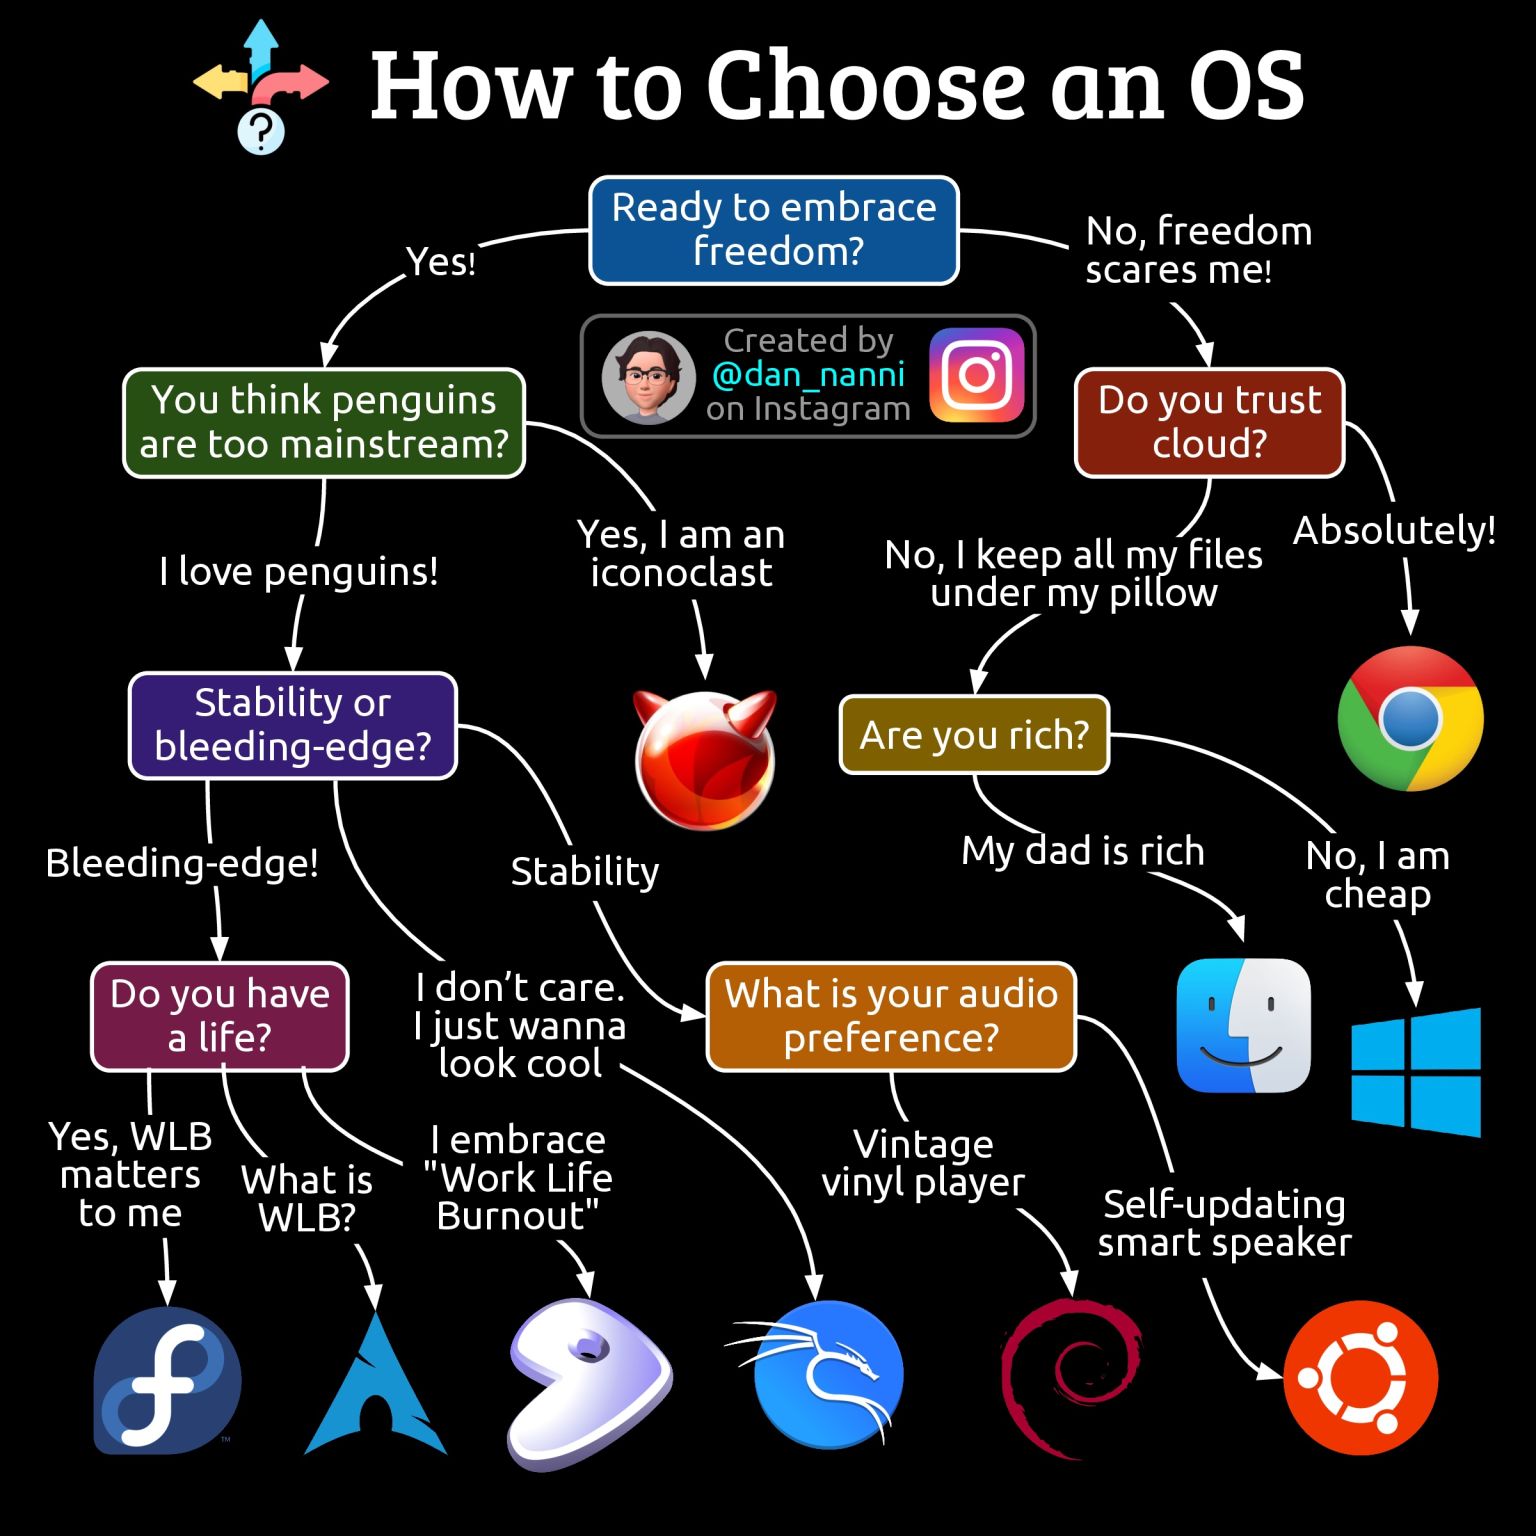 How to Choose an OS
Ready to embrace
freedom?
Yes!
No, freedom
scares me!
Created by
@dan_nanni
on Instagram
You think penguins
are too mainstream?
Do you trust
cloud?
I love penguins!
Yes, I am an
iconoclast
No, I keep all my files
under my pillow
Absolutely!
Stability or
bleeding-edge?
Are you rich?
Bleeding-edge!
Stability
My dad is rich
No, I am
cheap
Do you have
a life?
I don’t care.
I just wanna
look cool
What is your audio
preference?
Yes, WLB
matters
to me
What is
WLB?
I embrace
"Work Life
Burnout"
Vintage
vinyl player
Self-updating
smart speaker
TM